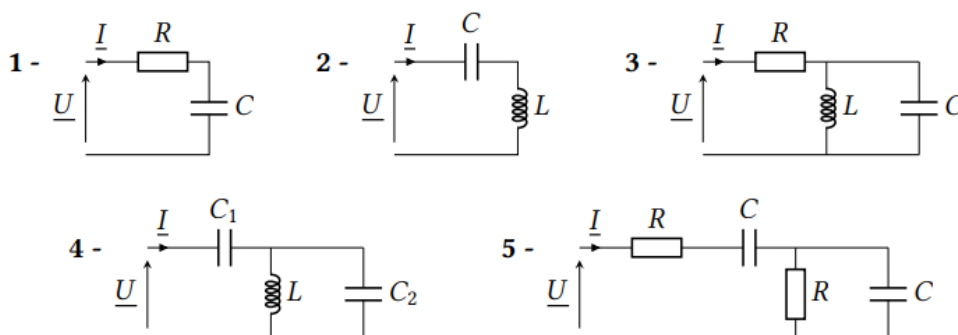 1 - I R U C
2 - I C U L
3 - I R U L C
4 - I C₁ U L C₂
5 - I R C U R C